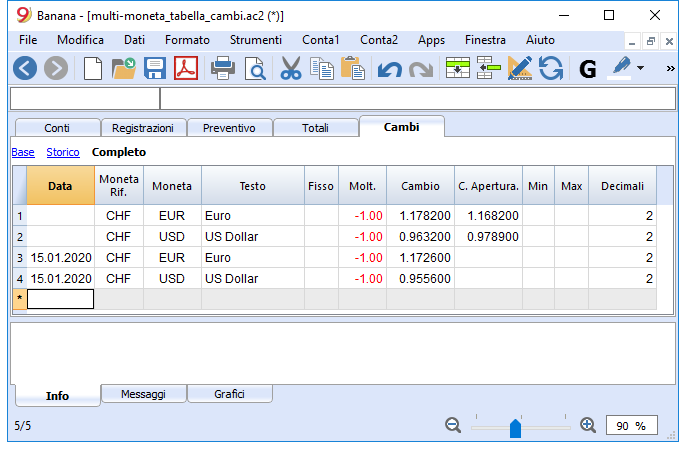 9 Banana - [multi-moneta_tabella_cambi.ac2 (*)]
File Modifica Dati Formato Strumenti Conta1 Conta2 Apps Finestra Aiuto
G »
Conti Registrazioni Preventivo Totali Cambi
Base Storico Completo
Data Moneta Rif. Moneta Testo Fisso Molt. Cambio C. Apertura. Min Max Decimali
1 CHF EUR Euro -1.00 1.178200 1.168200 2
2 CHF USD US Dollar -1.00 0.963200 0.978900 2
3 15.01.2020 CHF EUR Euro -1.00 1.172600 2
4 15.01.2020 CHF USD US Dollar -1.00 0.955600 2
*
Info Messaggi Grafici
5/5 90 %